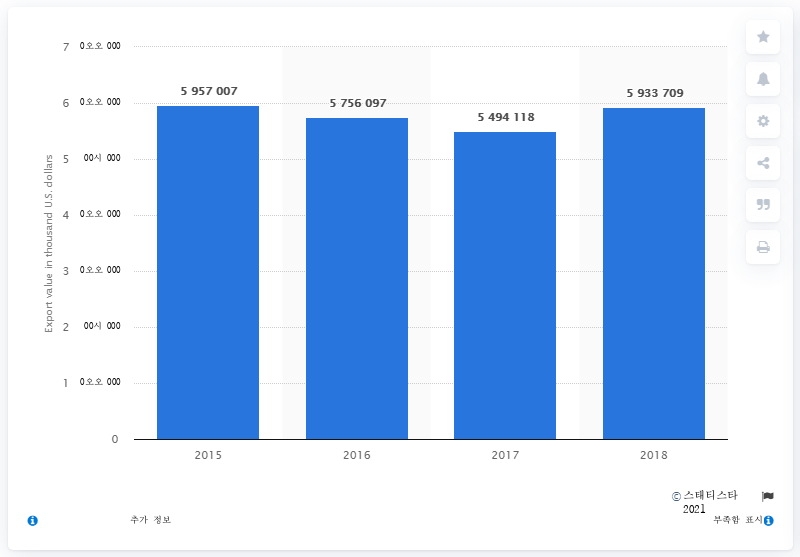 7 0오오 000
5 957 007
5 933 709
6 0오오 000
5 756 097
5 494 118
5 00시 000
4 0오오 000
3 0오오 000
2 00시 000
1 0오오 000
0
Export value in thousand U.S. dollars
2015 2016 2017 2018
© 스태티스타
2021
추가 정보
부족함 표시